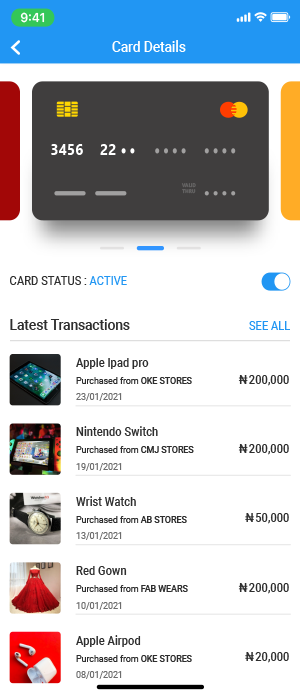 9:41
Card Details
3456 22•• •••• ••••
VALID
THRU ••••
CARD STATUS : ACTIVE
Latest Transactions SEE ALL
Apple Ipad pro
Purchased from OKE STORES ₦200,000
23/01/2021
Nintendo Switch
Purchased from CMJ STORES ₦200,000
19/01/2021
Wrist Watch
Purchased from AB STORES ₦50,000
13/01/2021
Red Gown
Purchased from FAB WEARS ₦200,000
10/01/2021
Apple Airpod
Purchased from OKE STORES ₦20,000
08/01/2021